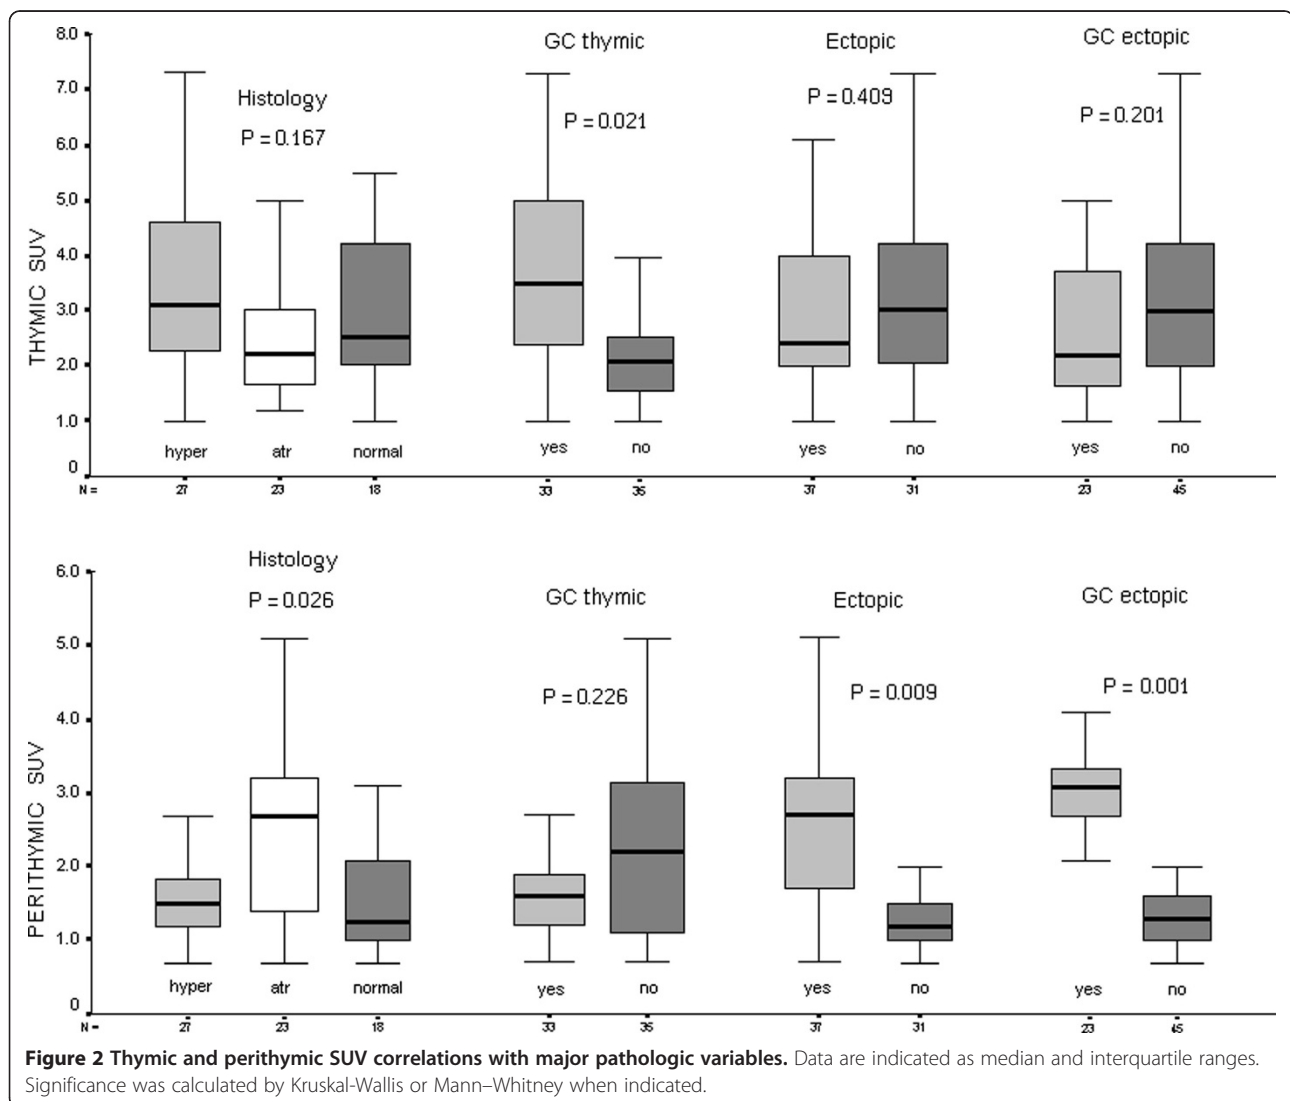 8.0
GC thymic
Ectopic
GC ectopic
7.0
Histology
P = 0.021
P = 0.409
P = 0.201
6.0
P = 0.167
5.0
4.0
3.0
2.0
1.0
0
THYMIC SUV
hyper
atr
normal
yes
no
yes
no
yes
no
N =
27
23
18
33
35
37
31
23
45
6.0
Histology
P = 0.026
GC thymic
Ectopic
GC ectopic
5.0
P = 0.226
P = 0.009
P = 0.001
4.0
3.0
2.0
1.0
0
PERITHYMIC SUV
hyper
atr
normal
yes
no
yes
no
yes
no
N =
27
23
18
33
35
37
31
23
45
Figure 2 Thymic and perithymic SUV correlations with major pathologic variables. Data are indicated as median and interquartile ranges.
Significance was calculated by Kruskal-Wallis or Mann–Whitney when indicated.